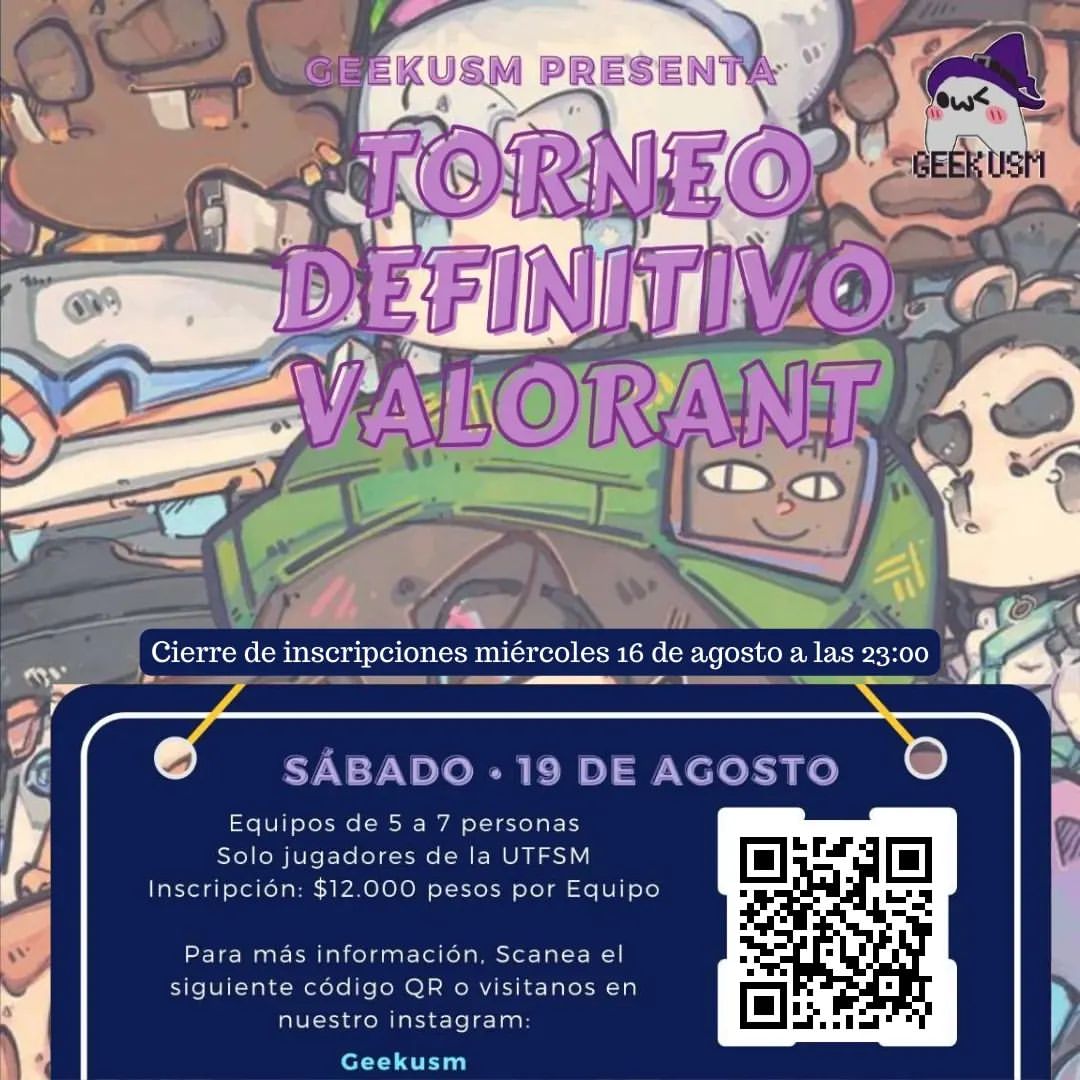 GEEKUSM PRESENTA
OWO
GEEK USM
TORNEO
DEFINITIVO
VALORANT
Cierre de inscripciones miércoles 16 de agosto a las 23:00
SÁBADO • 19 DE AGOSTO
Equipos de 5 a 7 personas
Solo jugadores de la UTFSM
Inscripción: $12.000 pesos por Equipo
Para más información, Scanea el
siguiente código QR o visitanos en
nuestro instagram:
Geekusm